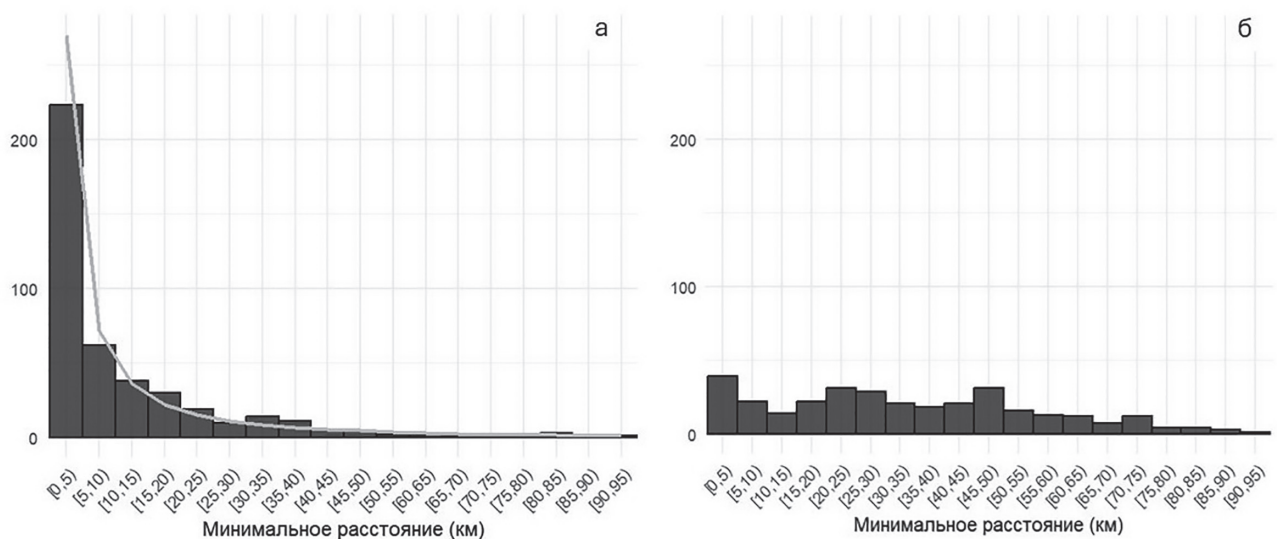 а
200
100
0
[0,5) [5,10) [10,15) [15,20) [20,25) [25,30) [30,35) [35,40) [40,45) [45,50) [50,55) [60,65) [65,70) [70,75) [75,80) [80,85) [85,90) [90,95)
Минимальное расстояние (км)
б
200
100
0
[0,5) [5,10) [10,15) [15,20) [20,25) [25,30) [30,35) [35,40) [40,45) [45,50) [50,55) [55,60) [60,65) [65,70) [70,75) [75,80) [80,85) [85,90) [90,95)
Минимальное расстояние (км)